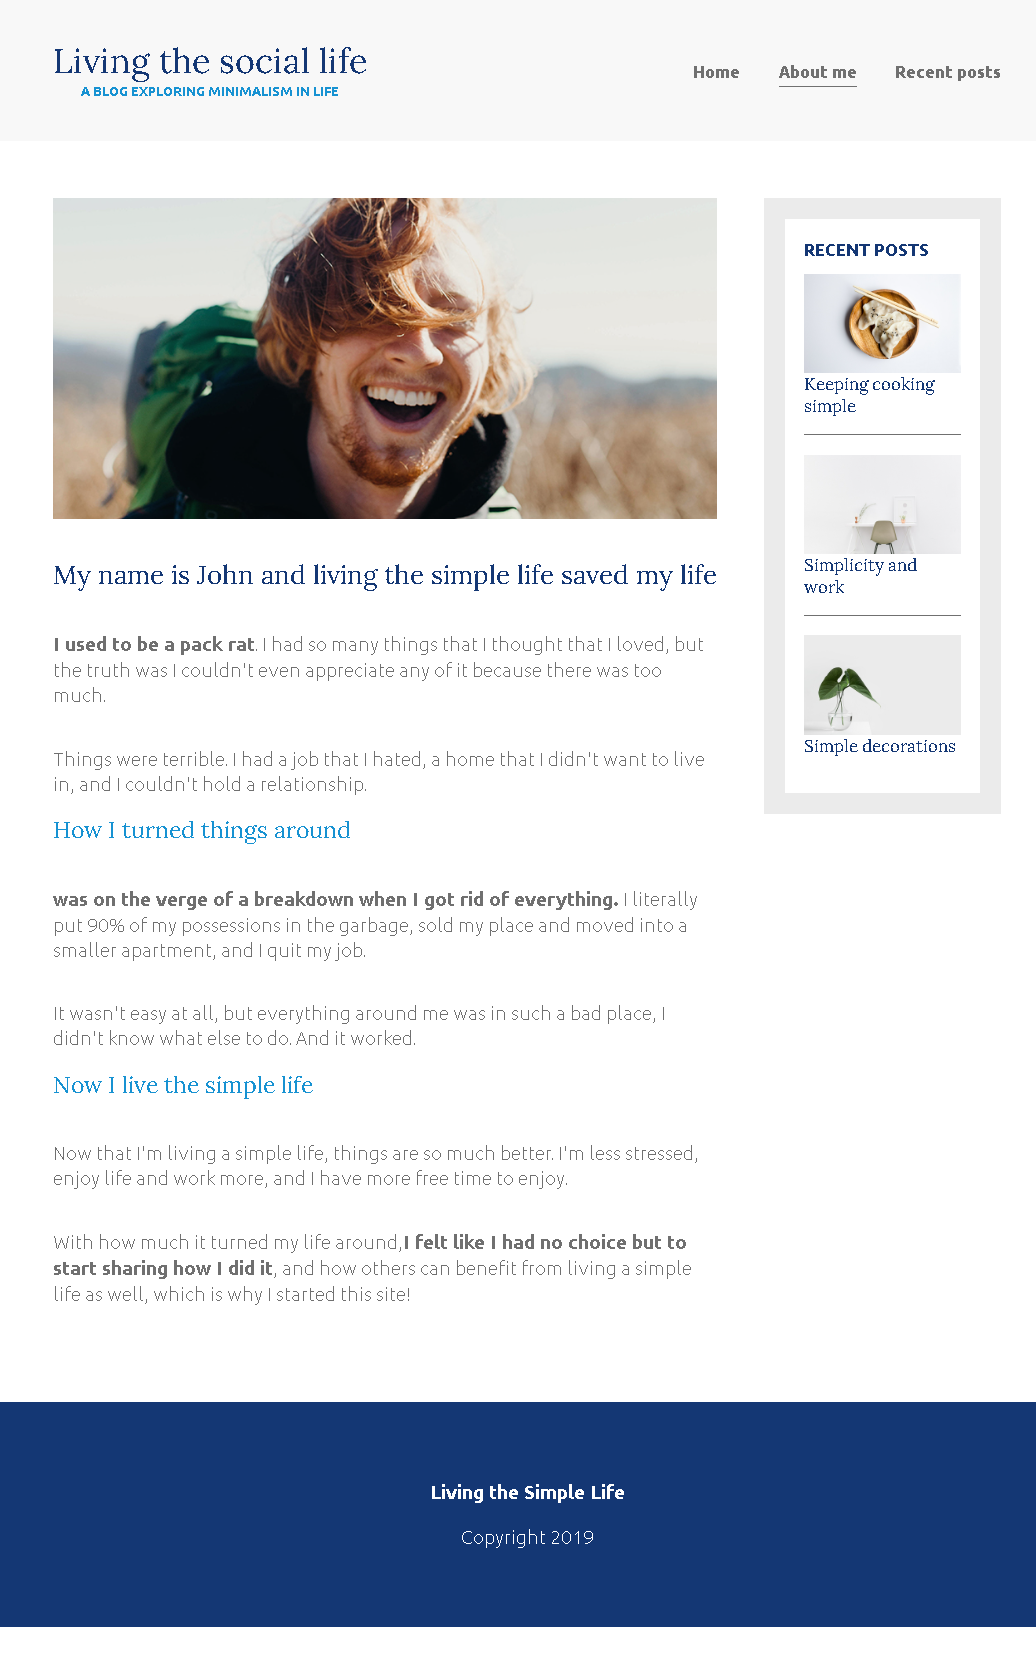 Living the social life
A BLOG EXPLORING MINIMALISM IN LIFE
Home
About me
Recent posts
My name is John and living the simple life saved my life
I used to be a pack rat. I had so many things that I thought that I loved, but
the truth was I couldn't even appreciate any of it because there was too
much.
Things were terrible. I had a job that I hated, a home that I didn't want to live
in, and I couldn't hold a relationship.
How I turned things around
was on the verge of a breakdown when I got rid of everything. I literally
put 90% of my possessions in the garbage, sold my place and moved into a
smaller apartment, and I quit my job.
It wasn't easy at all, but everything around me was in such a bad place, I
didn't know what else to do. And it worked.
Now I live the simple life
Now that I'm living a simple life, things are so much better. I'm less stressed,
enjoy life and work more, and I have more free time to enjoy.
With how much it turned my life around,I felt like I had no choice but to
start sharing how I did it, and how others can benefit from living a simple
life as well, which is why I started this site!
RECENT POSTS
Keeping cooking
simple
Simplicity and
work
Simple decorations
Living the Simple Life
Copyright 2019